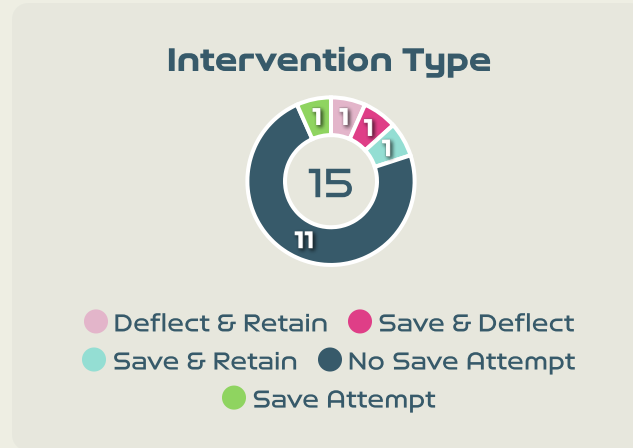 Intervention Type
1 1 1
1
15
11
Deflect & Retain Save & Deflect
Save & Retain No Save Attempt
Save Attempt